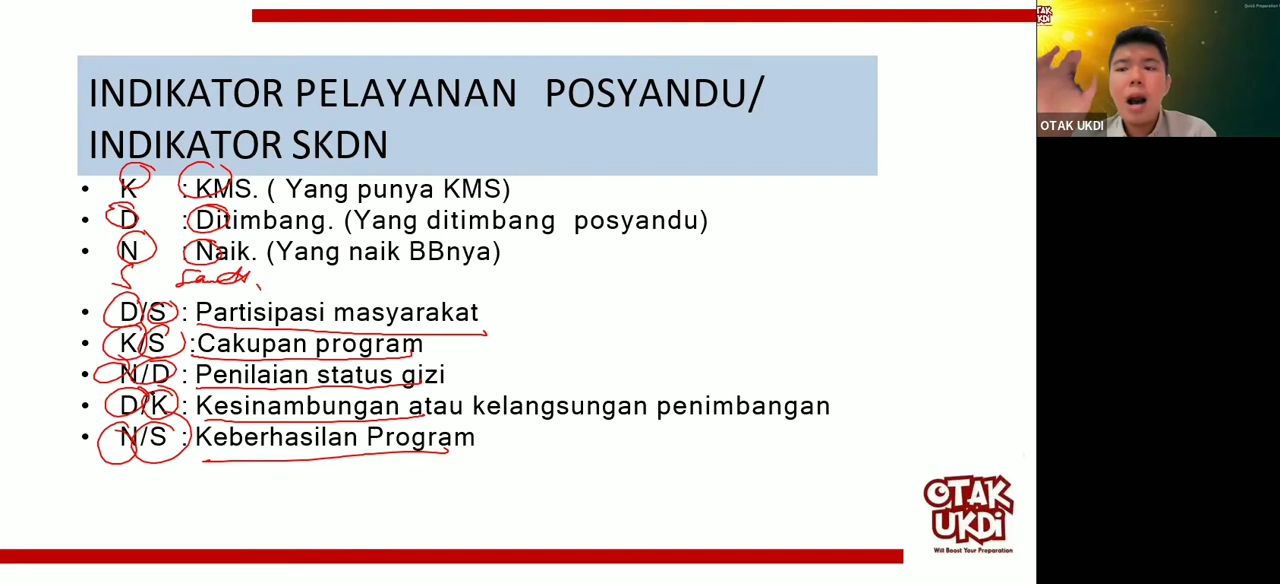 INDIKATOR PELAYANAN POSYANDU/
INDIKATOR SKDN
• K : KMS. ( Yang punya KMS)
• D : Ditimbang. (Yang ditimbang posyandu)
• N : Naik. (Yang naik BBnya)
S
• D/S : Partisipasi masyarakat
• K/S :Cakupan program
• N/D : Penilaian status gizi
• D/K : Kesinambungan atau kelangsungan penimbangan
• N/S : Keberhasilan Program
OTAK
UKDI
Will Boost Your Preparation
OTAK
UKDI
OTAK UKDI